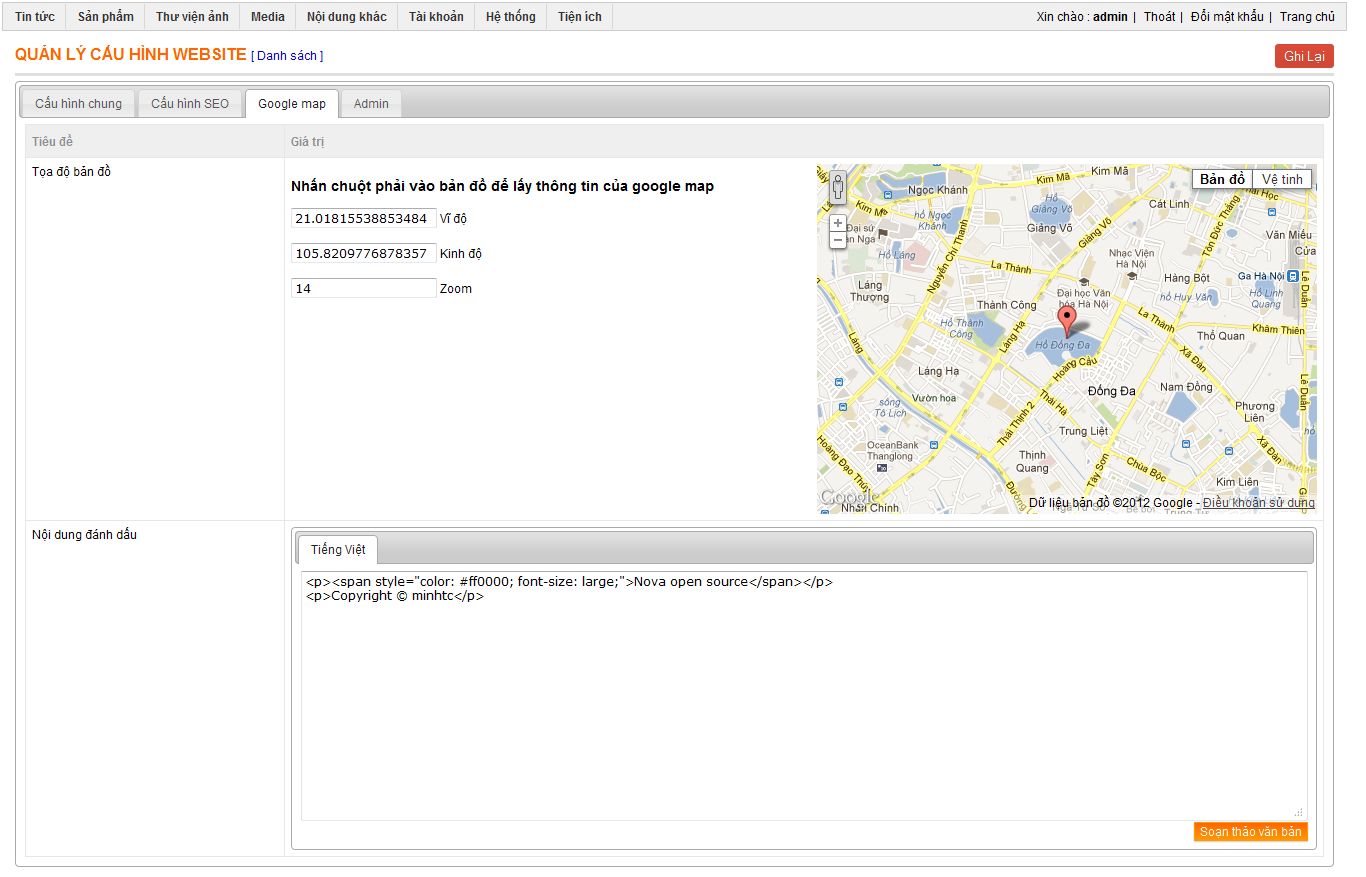 Tin tức Sản phẩm Thư viện ảnh Media Nội dung khác Tài khoản Hệ thống Tiện ích Xin chào : admin | Thoát | Đổi mật khẩu | Trang chủ
QUẢN LÝ CẤU HÌNH WEBSITE [ Danh sách ] Ghi Lại
Cấu hình chung Cấu hình SEO Google map Admin
Tiêu đề Giá trị
Tọa độ bản đồ
Nhấn chuột phải vào bản đồ để lấy thông tin của google map
21.01815538853484 Vĩ độ
105.8209776878357 Kinh độ
14 Zoom
Bản đồ Vệ tinh
Kim Mã
Kim Mã
Ngọc Khánh
Hồ Giảng Võ
Cát Linh
Kim Mã
hồ Ngọc Khánh
Giảng Võ
Giảng Võ
Tôn Đức Thắng
Văn Miếu
Đại sứ
Hồ Láng
Nguyễn Chí Thanh
Nhạc Viện Hà Nội
Cửa
La Thành
Hàng Bột
Ga Hà Nội
Láng Thượng
Đại học Văn hóa Hà Nội
hồ Huy Văn
Hồ Linh Quang
Lê Duẩn
Thành Công
Hồ Thành Công
Láng Hạ
La Thành
Khâm Thiên
Thổ Quan
Láng
Hồ Đống Đa
Hoàng Cầu
Xã Đàn
Láng Hạ
Đống Đa
Nam Đồng
Lê Duẩn
Vườn hoa
sông Tô Lịch
Thái Hà
Thái Thịnh 2
Phương Liên
Trung Liệt
OceanBank Thanglong
Hoàng Đạo Thúy
Thịnh Quang
Tây Sơn
Chùa Bộc
Xã Đàn
Kim Liên
Đường
Google
Nhân Chính
Dữ liệu bản đồ ©2012 Google - Điều khoản sử dụng
Nội dung đánh dấu
Tiếng Việt
<p><span style="color: #ff0000; font-size: large;">Nova open source</span></p>
<p>Copyright © minhtc</p>
Soạn thảo văn bản